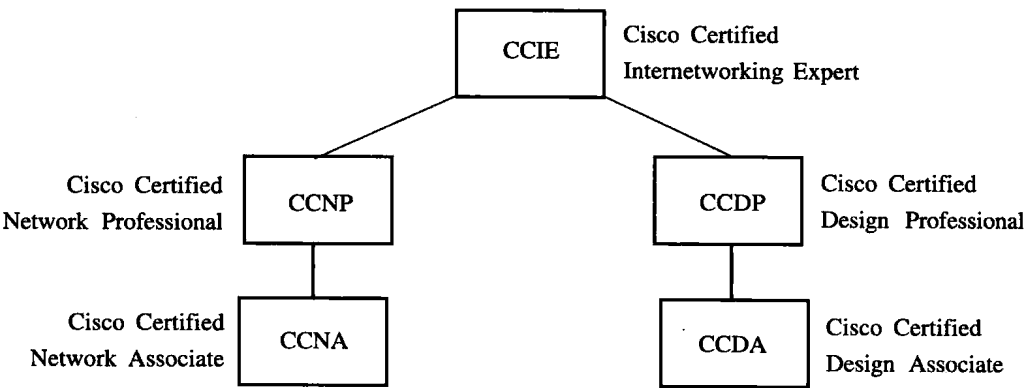 CCIE
Cisco Certified
Internetworking Expert
Cisco Certified
Network Professional
CCNP
CCDP
Cisco Certified
Design Professional
Cisco Certified
Network Associate
CCNA
CCDA
Cisco Certified
Design Associate